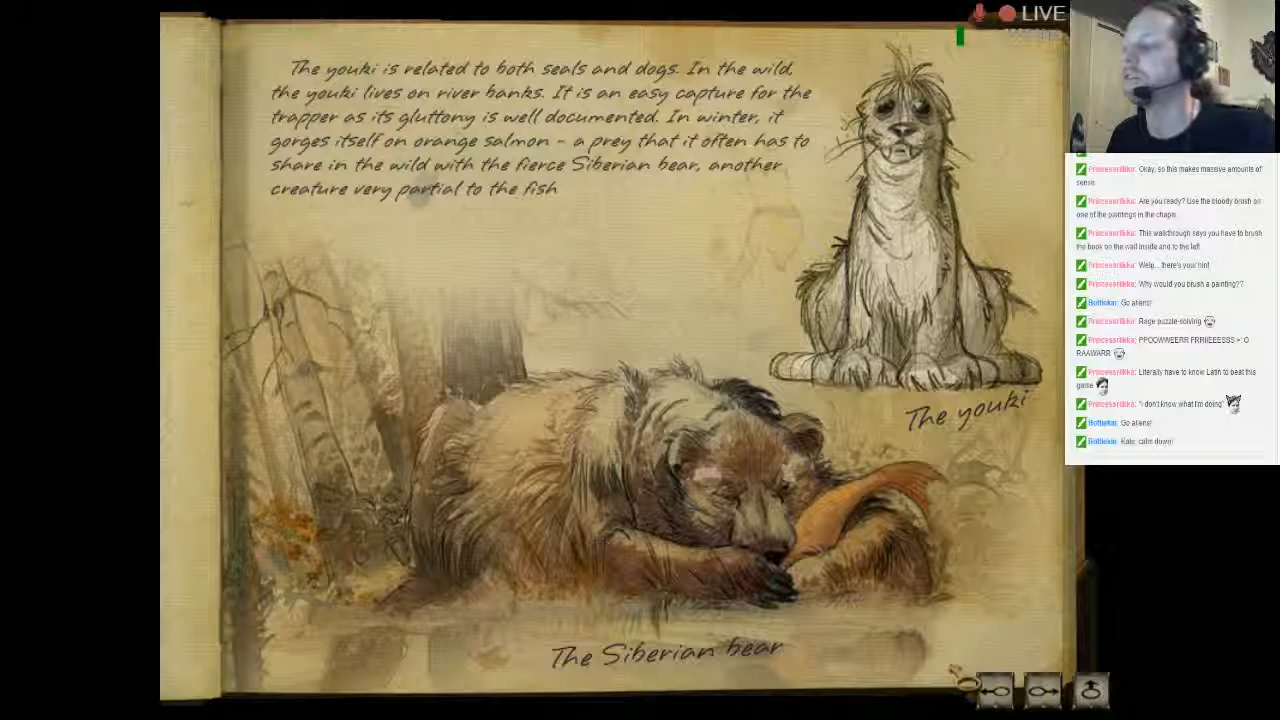 The youki is related to both seals and dogs. In the wild,
the youki lives on river banks. It is an easy capture for the
trapper as its gluttony is well documented. In winter, it
gorges itself on orange salmon - a prey that it often has to
share in the wild with the fierce Siberian bear, another
creature very partial to the fish
The youki
The Siberian bear
LIVE
Okay, so this makes massive amounts of
sense.
Are you ready? Use the bloody brush on
one of the paintings in the chapel
This walkthrough says you have to brush
the book on the wall inside and to the left
Welp... there's your hint
Why would you brush a painting??
Go aliens!
Rage puzzle-solving
RAAWARR
Literally have to know Latin to beat this
game
"I don't know what I'm doing"
Go aliens!
Kate, calm down!